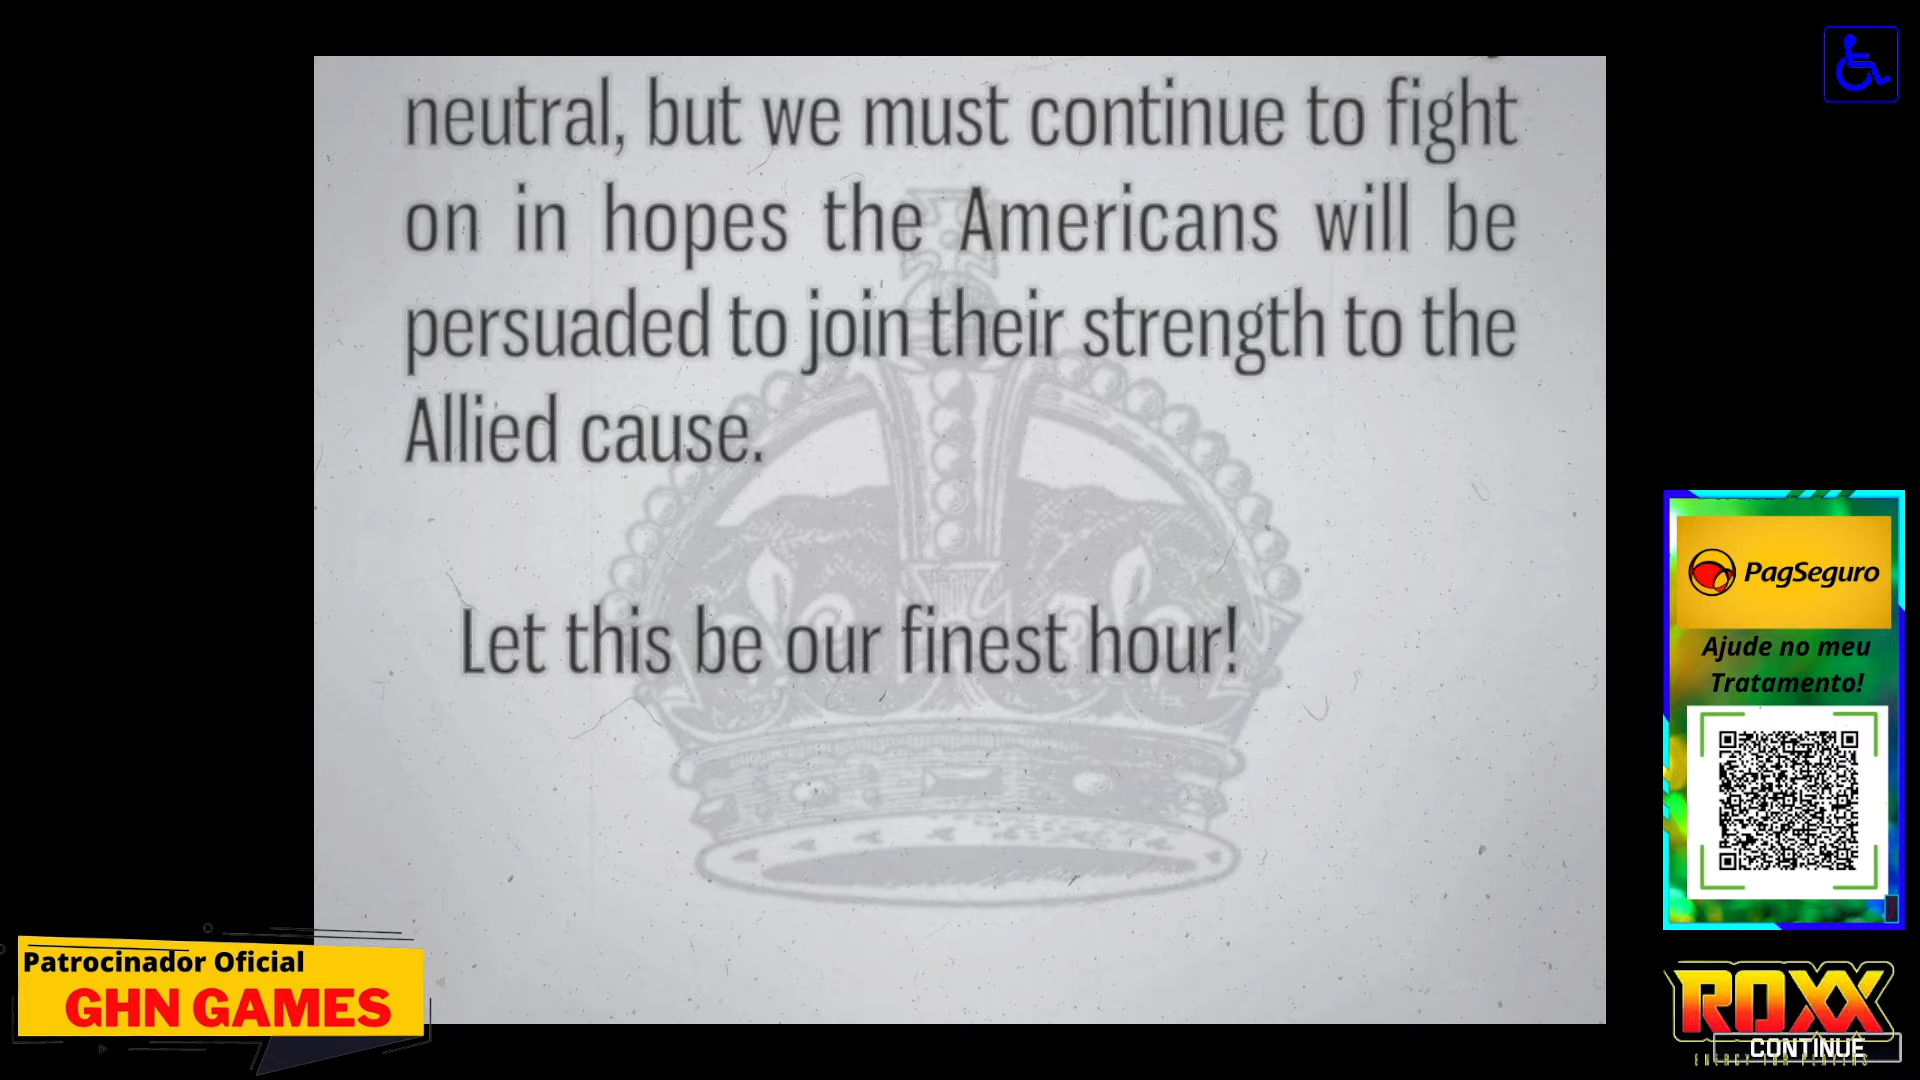 neutral, but we must continue to fight
on in hopes the Americans will be
persuaded to join their strength to the
Allied cause.
Let this be our finest hour!
PagSeguro
Ajude no meu
Tratamento!
Patrocinador Oficial
GHN GAMES
ROXX
CONTINUE